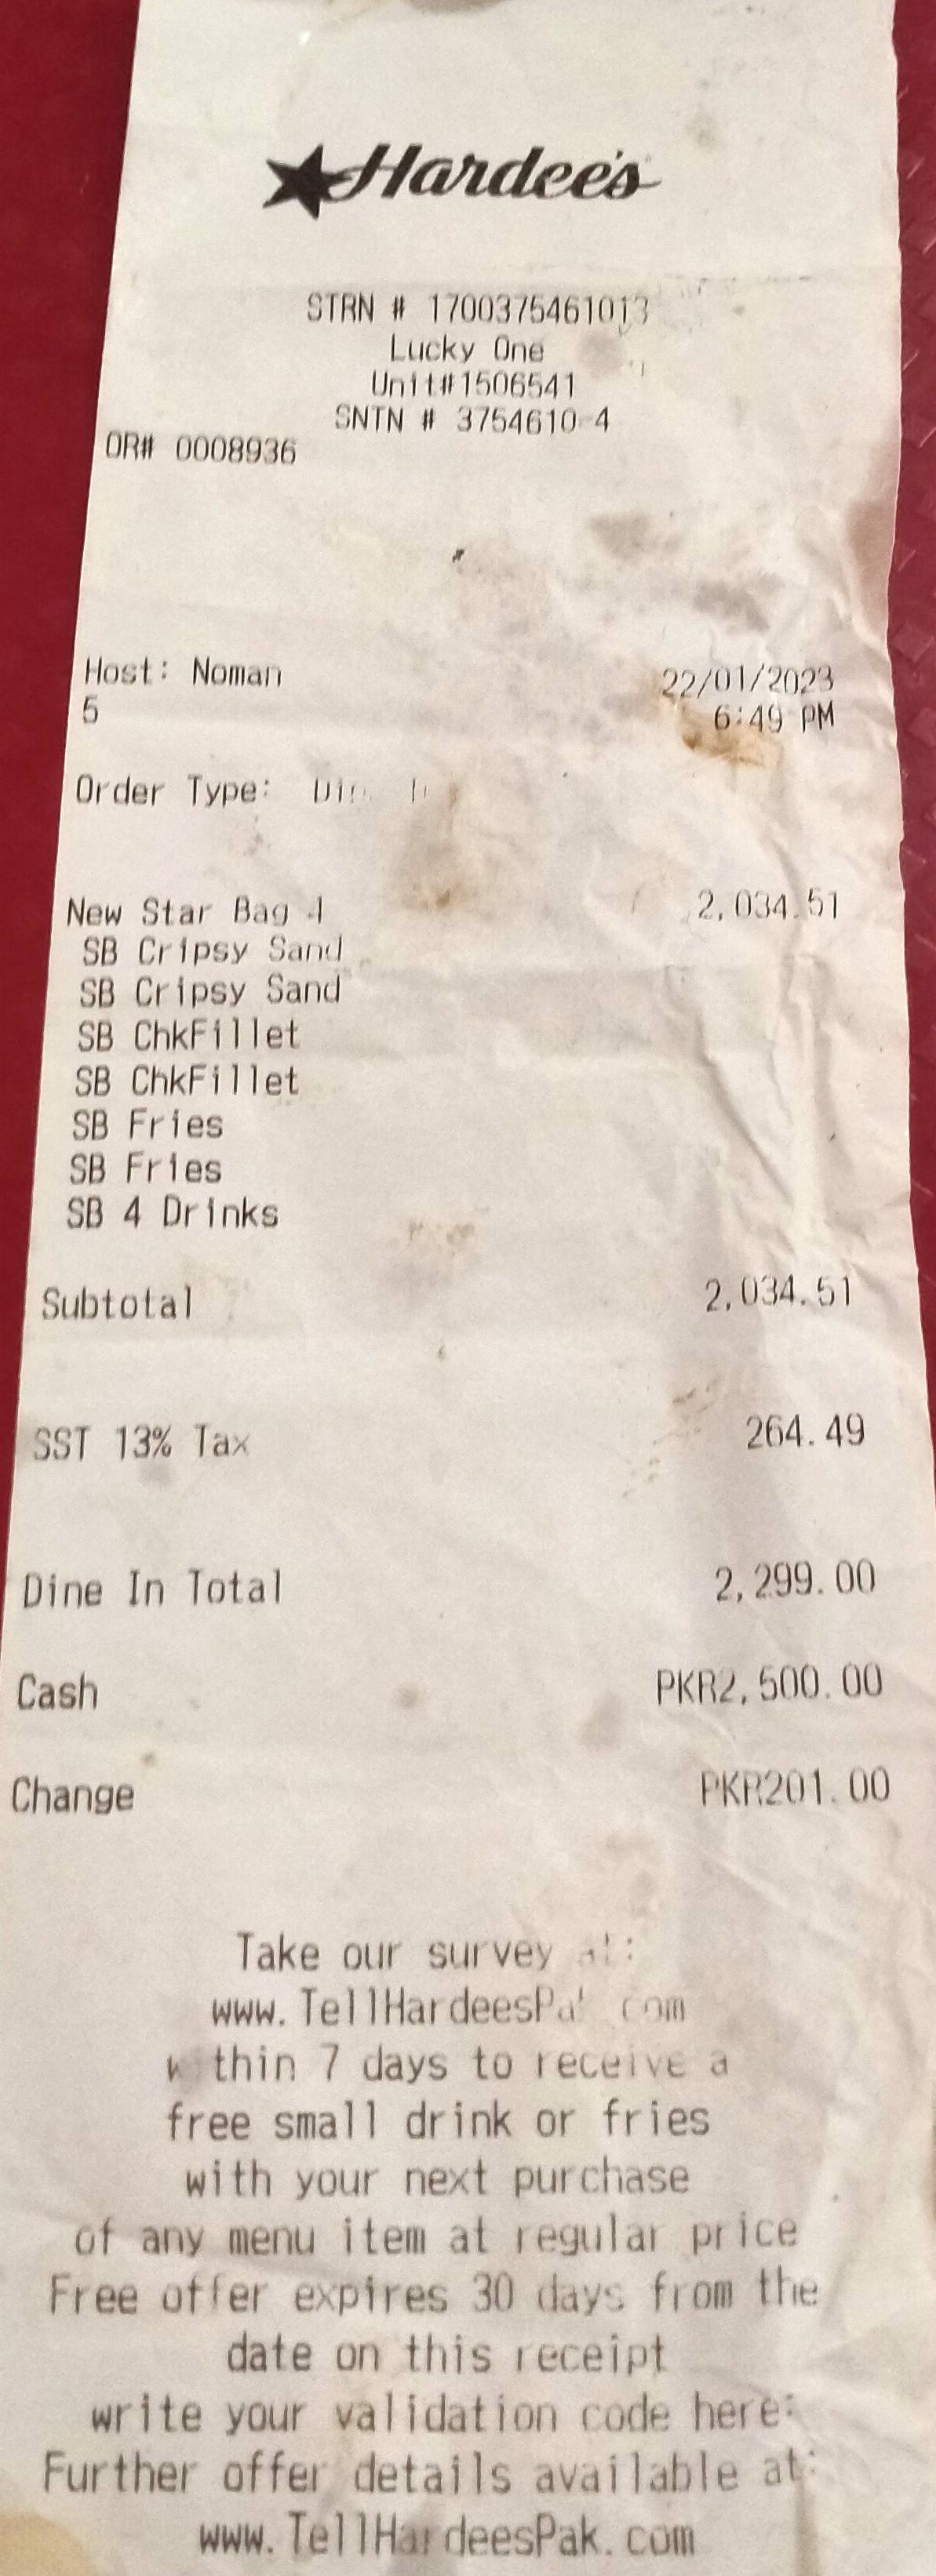 Hardee's
STRN # 1700375461013
Lucky One
Unit#1506541
SNTN # 3754610-4
OR# 0008936
Host: Noman
22/01/2023
5
6:49 PM
Order Type:
New Star Bag 4 2,034.51
SB Cripsy Sand
SB Cripsy Sand
SB ChkFillet
SB ChkFillet
SB Fries
SB Fries
SB 4 Drinks
Subtotal 2,034.51
SST 13% Tax 264.49
Dine In Total 2,299.00
Cash PKR2,500.00
Change PKR201.00
Take our survey at:
www.TellHardeesPak.com
within 7 days to receive a
free small drink or fries
with your next purchase
of any menu item at regular price
Free offer expires 30 days from the
date on this receipt
write your validation code here:
Further offer details available at:
www.TellHardeesPak.com